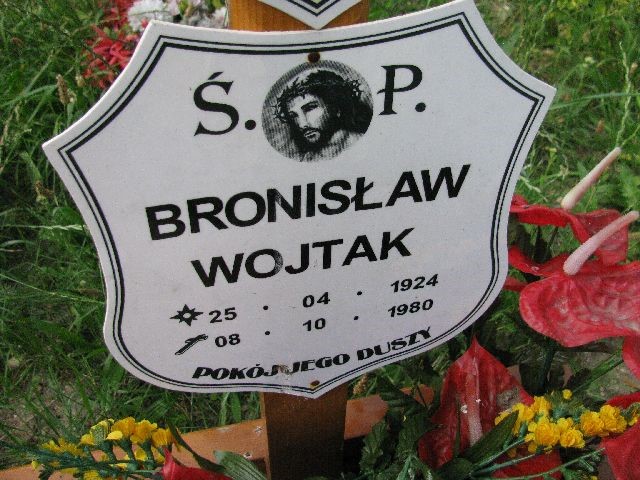 Ś. P.
BRONISŁAW
WOJTAK
25 · 04 · 1924
08 · 10 · 1980
POKÓJ JEGO DUSZY